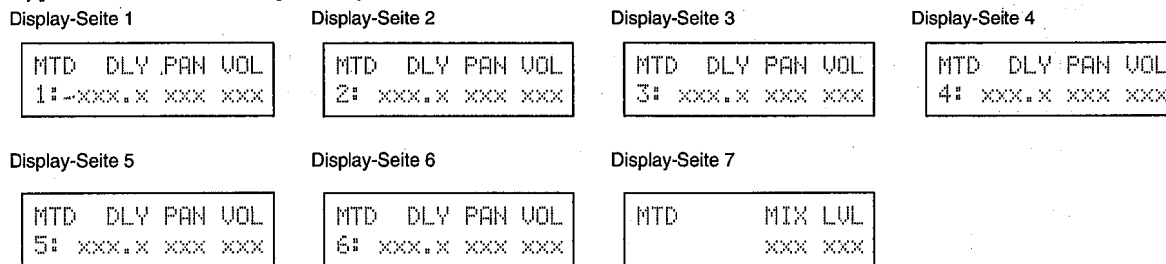 Display-Seite 1
MTD DLY PAN VOL
1: xxx.x xxx xxx
Display-Seite 2
MTD DLY PAN VOL
2: xxx.x xxx xxx
Display-Seite 3
MTD DLY PAN VOL
3: xxx.x xxx xxx
Display-Seite 4
MTD DLY PAN VOL
4: xxx.x xxx xxx
Display-Seite 5
MTD DLY PAN VOL
5: xxx.x xxx xxx
Display-Seite 6
MTD DLY PAN VOL
6: xxx.x xxx xxx
Display-Seite 7
MTD MIX LVL
xxx xxx